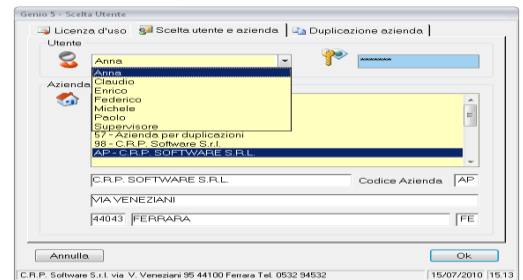 Genio 5 - Scelta Utente
Licenza d'uso Scelta utente e azienda Duplicazione azienda
Utente
Anna ********
Anna
Claudio
Azienda Enrico
Federico
Michele
Paolo
Supervisore
57 - Azienda per duplicazioni
98 - C.R.P. Software S.r.l.
AP - C.R.P. SOFTWARE S.R.L.
C.R.P. SOFTWARE S.R.L. Codice Azienda AP
VIA VENEZIANI
44043 FERRARA FE
Annulla Ok
C.R.P. Software S.r.l. via V. Veneziani 95 44100 Ferrara Tel. 0532 94532 15/07/2010 15.13